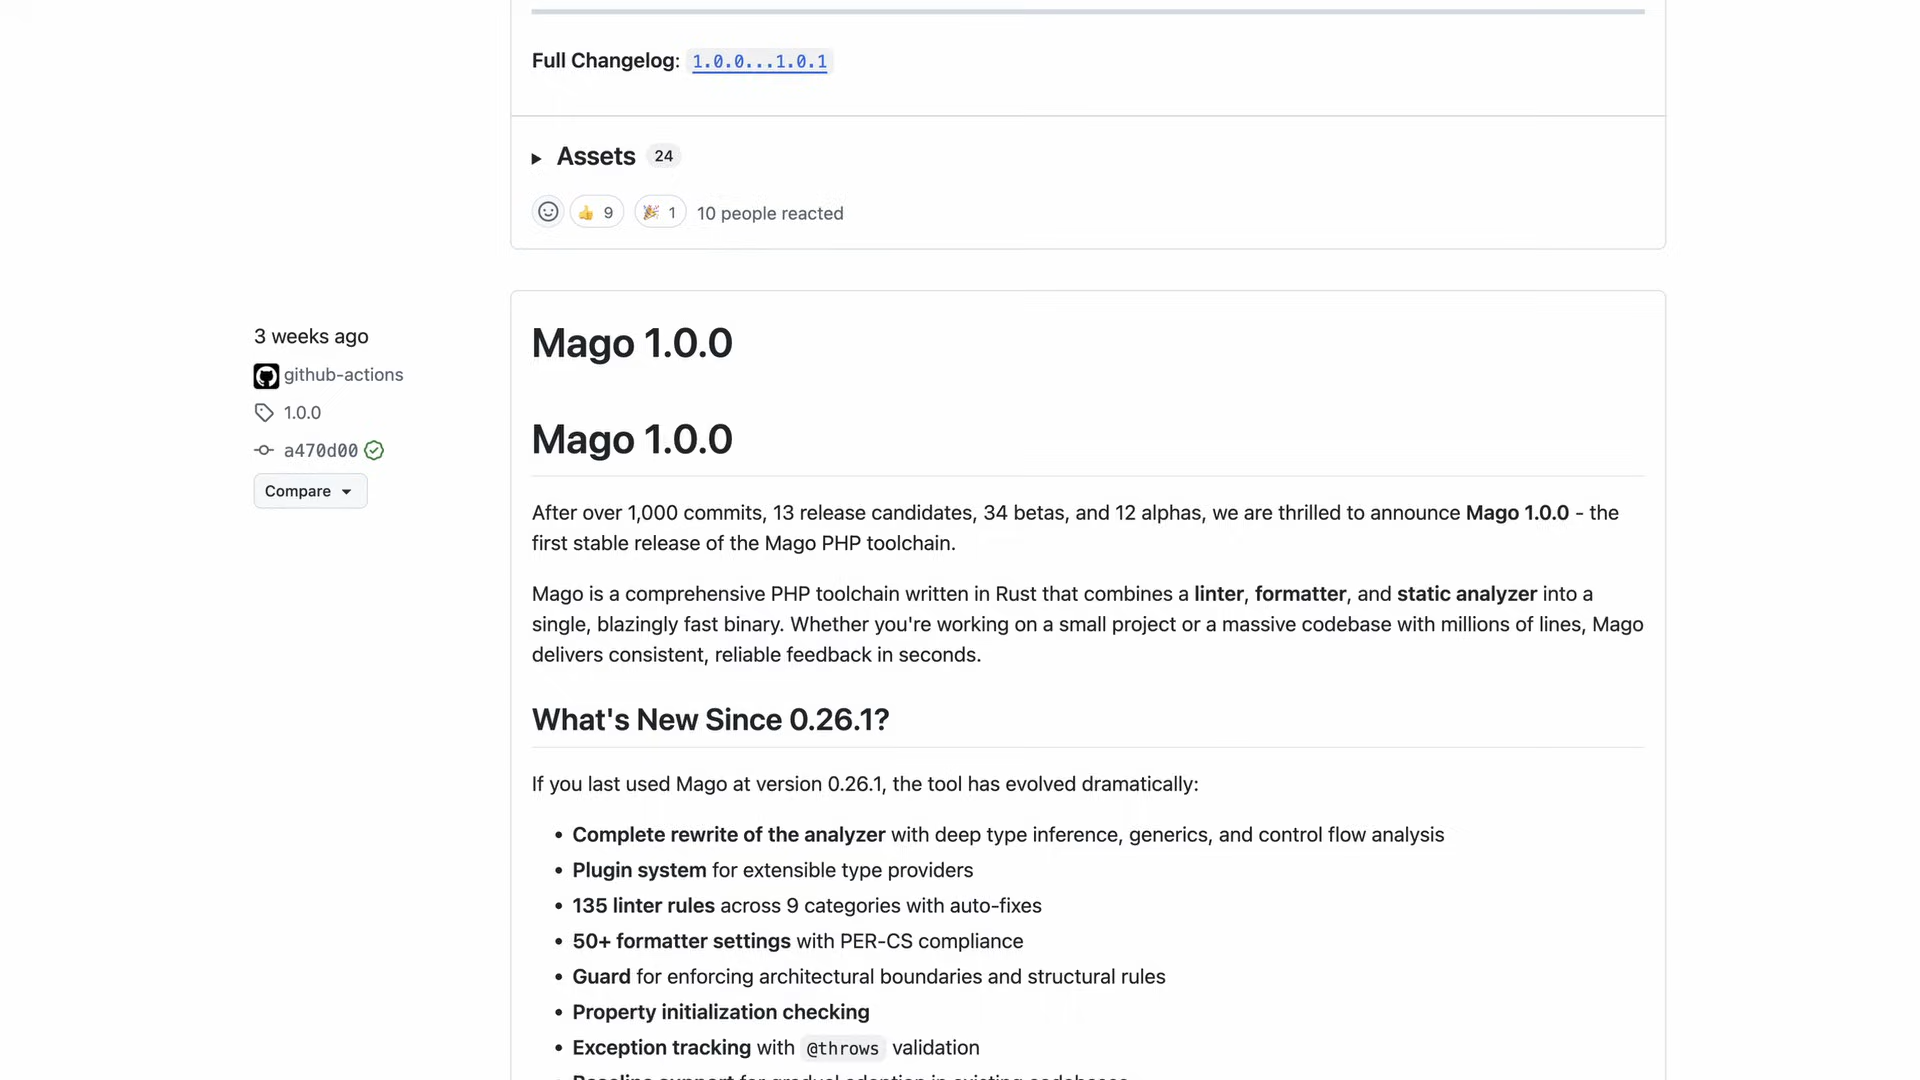 Full Changelog: 1.0.0...1.0.1
Assets 24
9 1 10 people reacted
3 weeks ago
github-actions
1.0.0
a470d00
Compare
Mago 1.0.0
Mago 1.0.0
After over 1,000 commits, 13 release candidates, 34 betas, and 12 alphas, we are thrilled to announce Mago 1.0.0 - the
first stable release of the Mago PHP toolchain.
Mago is a comprehensive PHP toolchain written in Rust that combines a linter, formatter, and static analyzer into a
single, blazingly fast binary. Whether you're working on a small project or a massive codebase with millions of lines, Mago
delivers consistent, reliable feedback in seconds.
What's New Since 0.26.1?
If you last used Mago at version 0.26.1, the tool has evolved dramatically:
• Complete rewrite of the analyzer with deep type inference, generics, and control flow analysis
• Plugin system for extensible type providers
• 135 linter rules across 9 categories with auto-fixes
• 50+ formatter settings with PER-CS compliance
• Guard for enforcing architectural boundaries and structural rules
• Property initialization checking
• Exception tracking with @throws validation
• Baseline support for gradual adoption in existing codebases